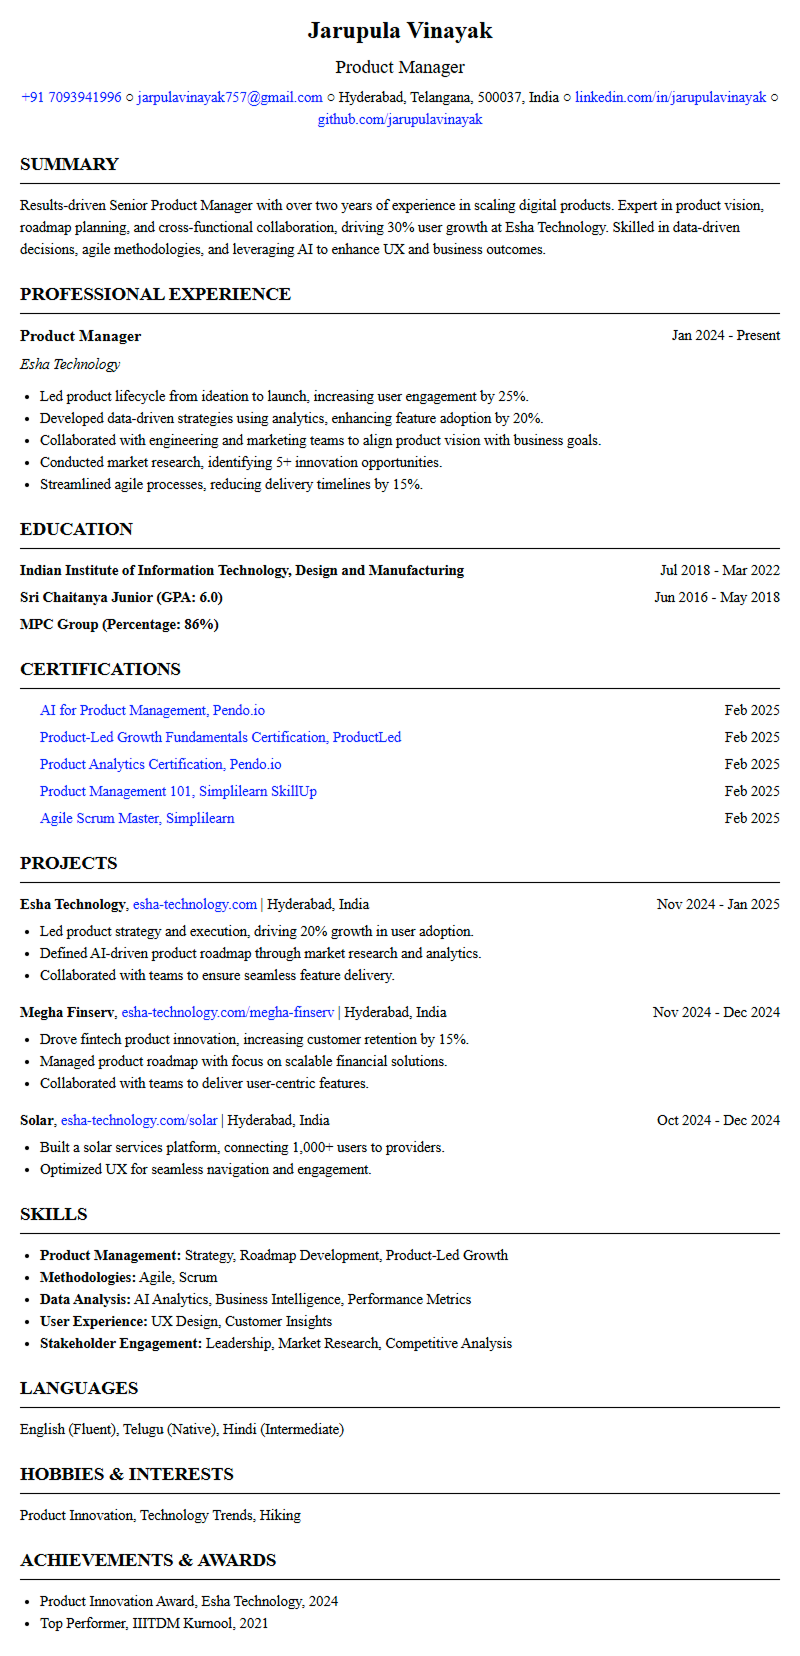 Jarupula Vinayak
Product Manager
+91 7093941996 ○ jarpulavinayak757@gmail.com ○ Hyderabad, Telangana, 500037, India ○ linkedin.com/in/jarupulavinayak ○
github.com/jarupulavinayak
SUMMARY
Results-driven Senior Product Manager with over two years of experience in scaling digital products. Expert in product vision,
roadmap planning, and cross-functional collaboration, driving 30% user growth at Esha Technology. Skilled in data-driven
decisions, agile methodologies, and leveraging AI to enhance UX and business outcomes.
PROFESSIONAL EXPERIENCE
Product Manager Jan 2024 - Present
Esha Technology
• Led product lifecycle from ideation to launch, increasing user engagement by 25%.
• Developed data-driven strategies using analytics, enhancing feature adoption by 20%.
• Collaborated with engineering and marketing teams to align product vision with business goals.
• Conducted market research, identifying 5+ innovation opportunities.
• Streamlined agile processes, reducing delivery timelines by 15%.
EDUCATION
Indian Institute of Information Technology, Design and Manufacturing Jul 2018 - Mar 2022
Sri Chaitanya Junior (GPA: 6.0) Jun 2016 - May 2018
MPC Group (Percentage: 86%)
CERTIFICATIONS
AI for Product Management, Pendo.io Feb 2025
Product-Led Growth Fundamentals Certification, ProductLed Feb 2025
Product Analytics Certification, Pendo.io Feb 2025
Product Management 101, Simplilearn SkillUp Feb 2025
Agile Scrum Master, Simplilearn Feb 2025
PROJECTS
Esha Technology, esha-technology.com | Hyderabad, India Nov 2024 - Jan 2025
• Led product strategy and execution, driving 20% growth in user adoption.
• Defined AI-driven product roadmap through market research and analytics.
• Collaborated with teams to ensure seamless feature delivery.
Megha Finserv, esha-technology.com/megha-finserv | Hyderabad, India Nov 2024 - Dec 2024
• Drove fintech product innovation, increasing customer retention by 15%.
• Managed product roadmap with focus on scalable financial solutions.
• Collaborated with teams to deliver user-centric features.
Solar, esha-technology.com/solar | Hyderabad, India Oct 2024 - Dec 2024
• Built a solar services platform, connecting 1,000+ users to providers.
• Optimized UX for seamless navigation and engagement.
SKILLS
• Product Management: Strategy, Roadmap Development, Product-Led Growth
• Methodologies: Agile, Scrum
• Data Analysis: AI Analytics, Business Intelligence, Performance Metrics
• User Experience: UX Design, Customer Insights
• Stakeholder Engagement: Leadership, Market Research, Competitive Analysis
LANGUAGES
English (Fluent), Telugu (Native), Hindi (Intermediate)
HOBBIES & INTERESTS
Product Innovation, Technology Trends, Hiking
ACHIEVEMENTS & AWARDS
• Product Innovation Award, Esha Technology, 2024
• Top Performer, IIITDM Kurnool, 2021